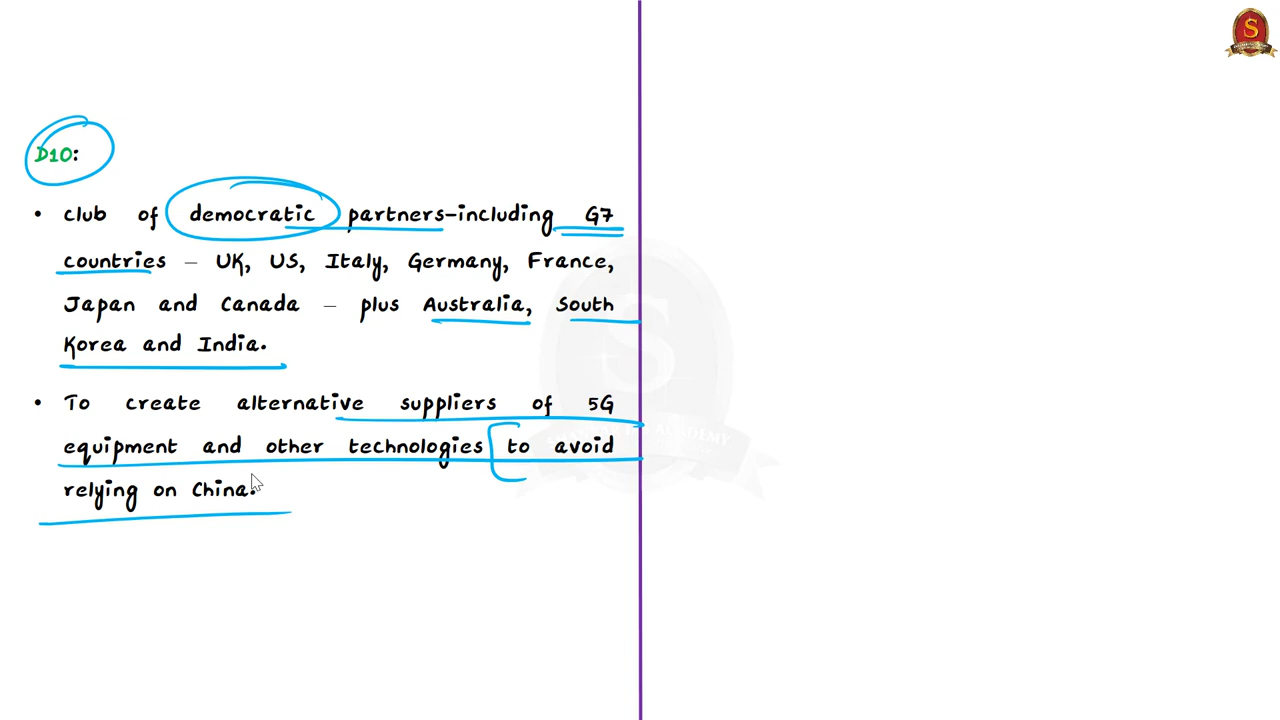 D10:
• club of democratic partners-including G7
countries – UK, US, Italy, Germany, France,
Japan and Canada – plus Australia, South
Korea and India.
• To create alternative suppliers of 5G
equipment and other technologies to avoid
relying on China.